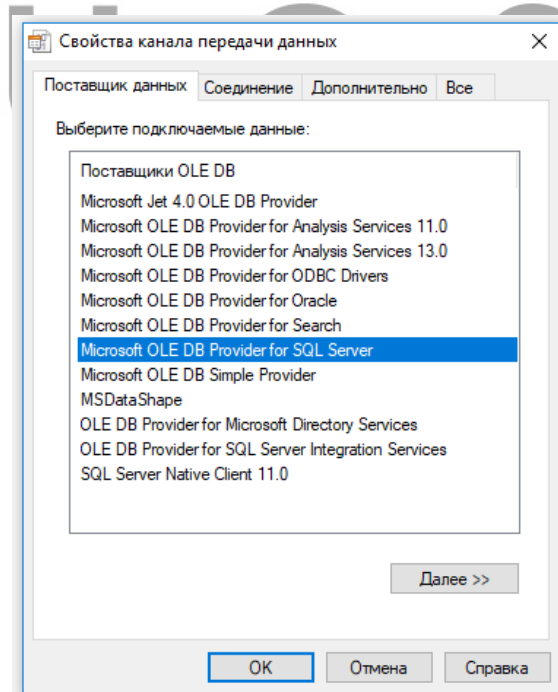 Свойства канала передачи данных
Поставщик данных Соединение Дополнительно Все
Выберите подключаемые данные:
Поставщики OLE DB
Microsoft Jet 4.0 OLE DB Provider
Microsoft OLE DB Provider for Analysis Services 11.0
Microsoft OLE DB Provider for Analysis Services 13.0
Microsoft OLE DB Provider for ODBC Drivers
Microsoft OLE DB Provider for Oracle
Microsoft OLE DB Provider for Search
Microsoft OLE DB Provider for SQL Server
Microsoft OLE DB Simple Provider
MSDataShape
OLE DB Provider for Microsoft Directory Services
OLE DB Provider for SQL Server Integration Services
SQL Server Native Client 11.0
Далее >>
OK Отмена Справка